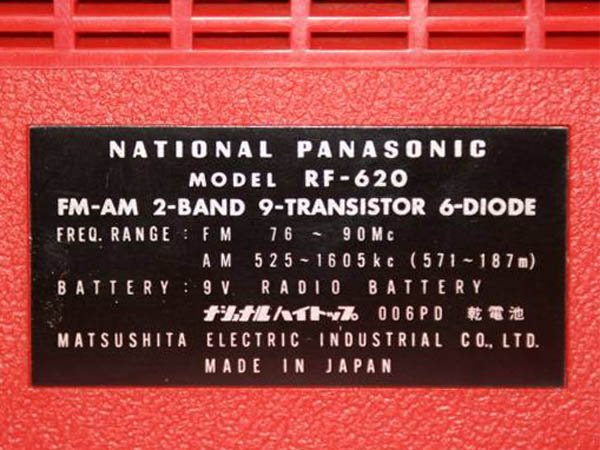 NATIONAL PANASONIC
MODEL RF-620
FM-AM 2-BAND 9-TRANSISTOR 6-DIODE
FREQ. RANGE : FM 76 ~ 90Mc
AM 525~1605kc (571~187m)
BATTERY : 9V. RADIO BATTERY
ナショナルハイトップ 006PD 乾電池
MATSUSHITA ELECTRIC INDUSTRIAL CO., LTD.
MADE IN JAPAN